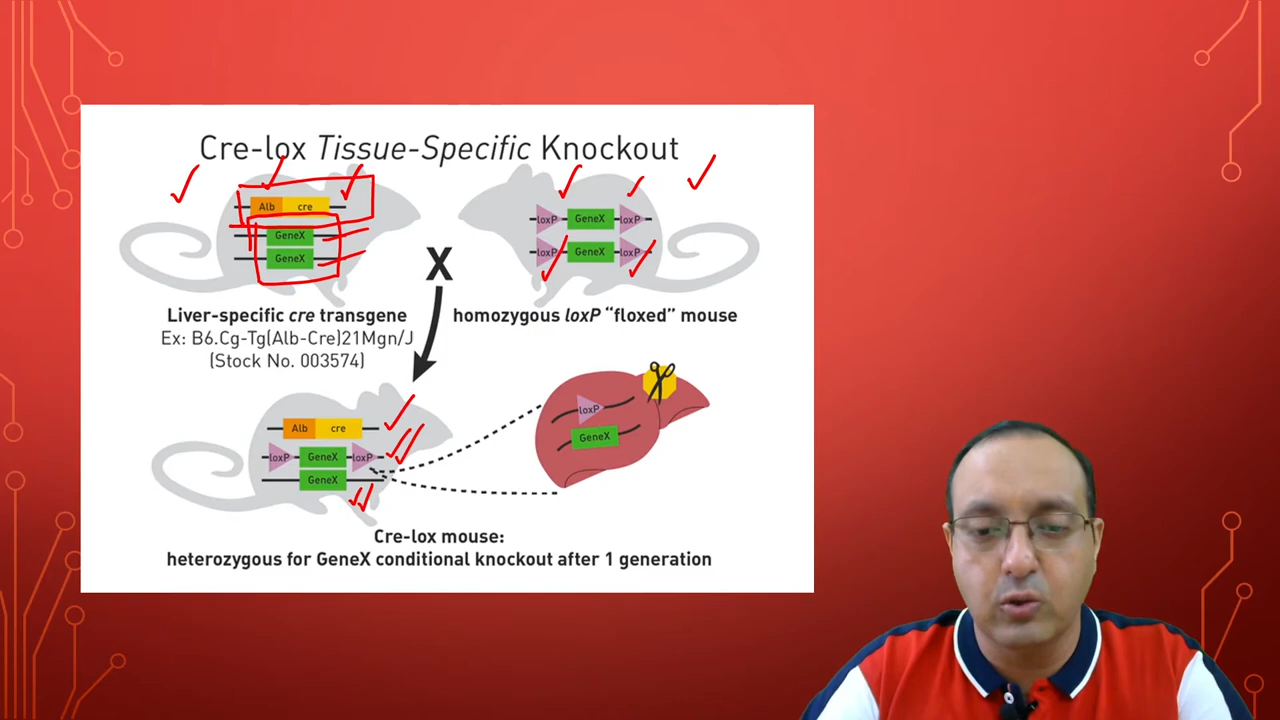 Cre-lox Tissue-Specific Knockout
Alb cre
GeneX
GeneX
loxP GeneX loxP
loxP GeneX loxP
X
Liver-specific cre transgene
Ex: B6.Cg-Tg(Alb-Cre)21Mgn/J
(Stock No. 003574)
homozygous loxP “floxed” mouse
Alb cre
loxP GeneX loxP
GeneX
loxP
GeneX
Cre-lox mouse:
heterozygous for GeneX conditional knockout after 1 generation